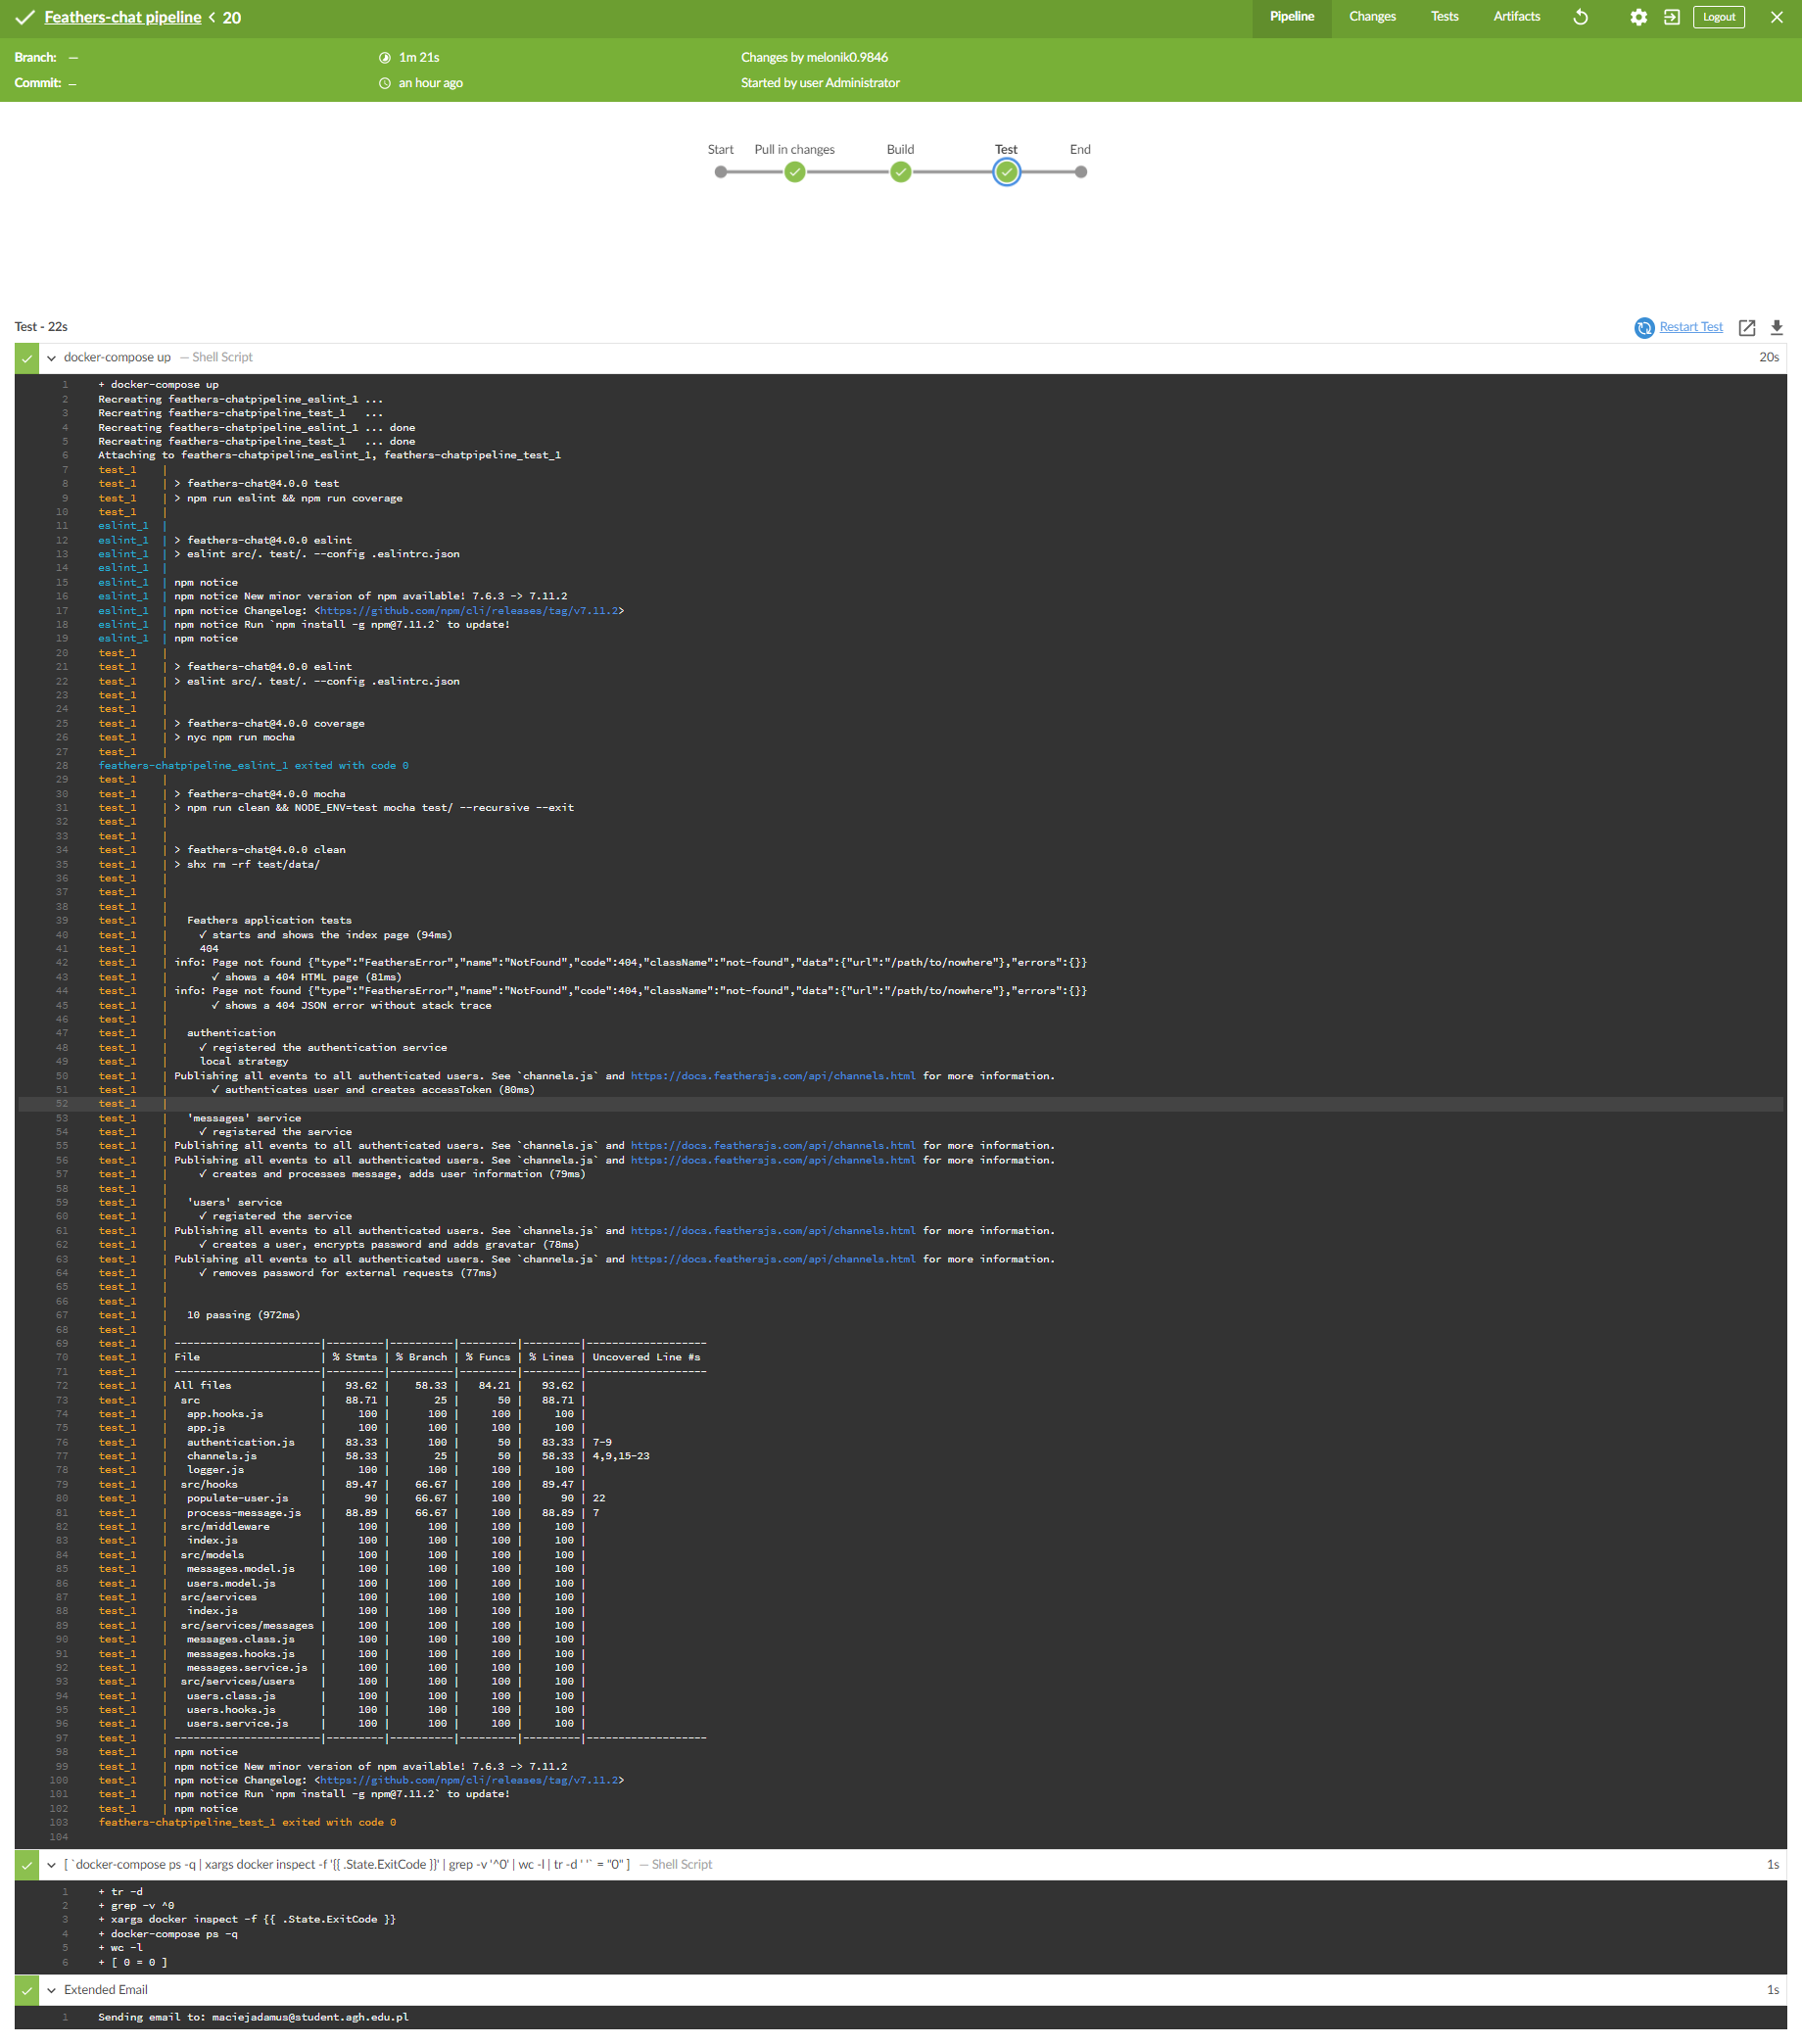 Feathers-chat pipeline < 20
Pipeline Changes Tests Artifacts Logout
Branch: — 1m 21s Changes by melonik0.9846
Commit: — an hour ago Started by user Administrator
Start Pull in changes Build Test End
Test - 22s Restart Test
docker-compose up — Shell Script 20s
1 + docker-compose up
2 Recreating feathers-chatpipeline_eslint_1 ...
3 Recreating feathers-chatpipeline_test_1   ...
4 Recreating feathers-chatpipeline_eslint_1 ... done
5 Recreating feathers-chatpipeline_test_1   ... done
6 Attaching to feathers-chatpipeline_eslint_1, feathers-chatpipeline_test_1
7 test_1 |
8 test_1 | > feathers-chat@4.0.0 test
9 test_1 | > npm run eslint && npm run coverage
10 test_1 |
11 eslint_1 |
12 eslint_1 | > feathers-chat@4.0.0 eslint
13 eslint_1 | > eslint src/. test/. --config .eslintrc.json
14 eslint_1 |
15 eslint_1 | npm notice
16 eslint_1 | npm notice New minor version of npm available! 7.6.3 -> 7.11.2
17 eslint_1 | npm notice Changelog: <https://github.com/npm/cli/releases/tag/v7.11.2>
18 eslint_1 | npm notice Run `npm install -g npm@7.11.2` to update!
19 eslint_1 | npm notice
20 test_1 |
21 test_1 | > feathers-chat@4.0.0 eslint
22 test_1 | > eslint src/. test/. --config .eslintrc.json
23 test_1 |
24 test_1 |
25 test_1 | > feathers-chat@4.0.0 coverage
26 test_1 | > nyc npm run mocha
27 test_1 |
28 feathers-chatpipeline_eslint_1 exited with code 0
29 test_1 |
30 test_1 | > feathers-chat@4.0.0 mocha
31 test_1 | > npm run clean && NODE_ENV=test mocha test/ --recursive --exit
32 test_1 |
33 test_1 |
34 test_1 | > feathers-chat@4.0.0 clean
35 test_1 | > shx rm -rf test/data/
36 test_1 |
37 test_1 |
38 test_1 |
39 test_1 | Feathers application tests
40 test_1 | ✓ starts and shows the index page (94ms)
41 test_1 | 404
42 test_1 | info: Page not found {"type":"FeathersError","name":"NotFound","code":404,"className":"not-found","data":{"url":"/path/to/nowhere"},"errors":{}}
43 test_1 | ✓ shows a 404 HTML page (81ms)
44 test_1 | info: Page not found {"type":"FeathersError","name":"NotFound","code":404,"className":"not-found","data":{"url":"/path/to/nowhere"},"errors":{}}
45 test_1 | ✓ shows a 404 JSON error without stack trace
46 test_1 |
47 test_1 | authentication
48 test_1 | ✓ registered the authentication service
49 test_1 | local strategy
50 test_1 | Publishing all events to all authenticated users. See `channels.js` and https://docs.feathersjs.com/api/channels.html for more information.
51 test_1 | ✓ authenticates user and creates accessToken (80ms)
52 test_1 |
53 test_1 | 'messages' service
54 test_1 | ✓ registered the service
55 test_1 | Publishing all events to all authenticated users. See `channels.js` and https://docs.feathersjs.com/api/channels.html for more information.
56 test_1 | Publishing all events to all authenticated users. See `channels.js` and https://docs.feathersjs.com/api/channels.html for more information.
57 test_1 | ✓ creates and processes message, adds user information (79ms)
58 test_1 |
59 test_1 | 'users' service
60 test_1 | ✓ registered the service
61 test_1 | Publishing all events to all authenticated users. See `channels.js` and https://docs.feathersjs.com/api/channels.html for more information.
62 test_1 | ✓ creates a user, encrypts password and adds gravatar (78ms)
63 test_1 | Publishing all events to all authenticated users. See `channels.js` and https://docs.feathersjs.com/api/channels.html for more information.
64 test_1 | ✓ removes password for external requests (77ms)
65 test_1 |
66 test_1 |
67 test_1 | 10 passing (972ms)
68 test_1 |
69 test_1 | -----------------------|---------|----------|---------|---------|-------------------
70 test_1 | File | % Stmts | % Branch | % Funcs | % Lines | Uncovered Line #s
71 test_1 | -----------------------|---------|----------|---------|---------|-------------------
72 test_1 | All files | 93.62 | 58.33 | 84.21 | 93.62 |
73 test_1 | src | 88.71 | 25 | 50 | 88.71 |
74 test_1 | app.hooks.js | 100 | 100 | 100 | 100 |
75 test_1 | app.js | 100 | 100 | 100 | 100 |
76 test_1 | authentication.js | 83.33 | 100 | 50 | 83.33 | 7-9
77 test_1 | channels.js | 58.33 | 25 | 50 | 58.33 | 4,9,15-23
78 test_1 | logger.js | 100 | 100 | 100 | 100 |
79 test_1 | src/hooks | 89.47 | 66.67 | 100 | 89.47 |
80 test_1 | populate-user.js | 90 | 66.67 | 100 | 90 | 22
81 test_1 | process-message.js | 88.89 | 66.67 | 100 | 88.89 | 7
82 test_1 | src/middleware | 100 | 100 | 100 | 100 |
83 test_1 | index.js | 100 | 100 | 100 | 100 |
84 test_1 | src/models | 100 | 100 | 100 | 100 |
85 test_1 | messages.model.js | 100 | 100 | 100 | 100 |
86 test_1 | users.model.js | 100 | 100 | 100 | 100 |
87 test_1 | src/services | 100 | 100 | 100 | 100 |
88 test_1 | index.js | 100 | 100 | 100 | 100 |
89 test_1 | src/services/messages | 100 | 100 | 100 | 100 |
90 test_1 | messages.class.js | 100 | 100 | 100 | 100 |
91 test_1 | messages.hooks.js | 100 | 100 | 100 | 100 |
92 test_1 | messages.service.js | 100 | 100 | 100 | 100 |
93 test_1 | src/services/users | 100 | 100 | 100 | 100 |
94 test_1 | users.class.js | 100 | 100 | 100 | 100 |
95 test_1 | users.hooks.js | 100 | 100 | 100 | 100 |
96 test_1 | users.service.js | 100 | 100 | 100 | 100 |
97 test_1 | -----------------------|---------|----------|---------|---------|-------------------
98 test_1 | npm notice
99 test_1 | npm notice New minor version of npm available! 7.6.3 -> 7.11.2
100 test_1 | npm notice Changelog: <https://github.com/npm/cli/releases/tag/v7.11.2>
101 test_1 | npm notice Run `npm install -g npm@7.11.2` to update!
102 test_1 | npm notice
103 feathers-chatpipeline_test_1 exited with code 0
104
[ `docker-compose ps -q | xargs docker inspect -f '{{ .State.ExitCode }}' | grep -v '^0' | wc -l | tr -d ' '` = "0" ] — Shell Script 1s
1 + tr -d
2 + grep -v ^0
3 + xargs docker inspect -f {{ .State.ExitCode }}
4 + docker-compose ps -q
5 + wc -l
6 + [ 0 = 0 ]
Extended Email 1s
1 Sending email to: maciejadamus@student.agh.edu.pl